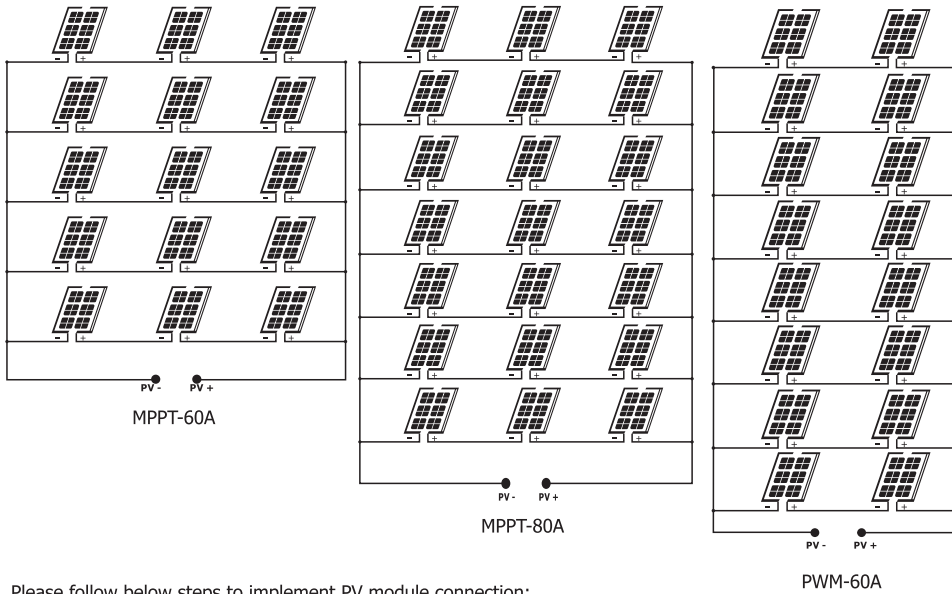 PV - PV +
MPPT-60A
PV - PV +
MPPT-80A
PV - PV +
PWM-60A
Please follow below steps to implement PV module connection: